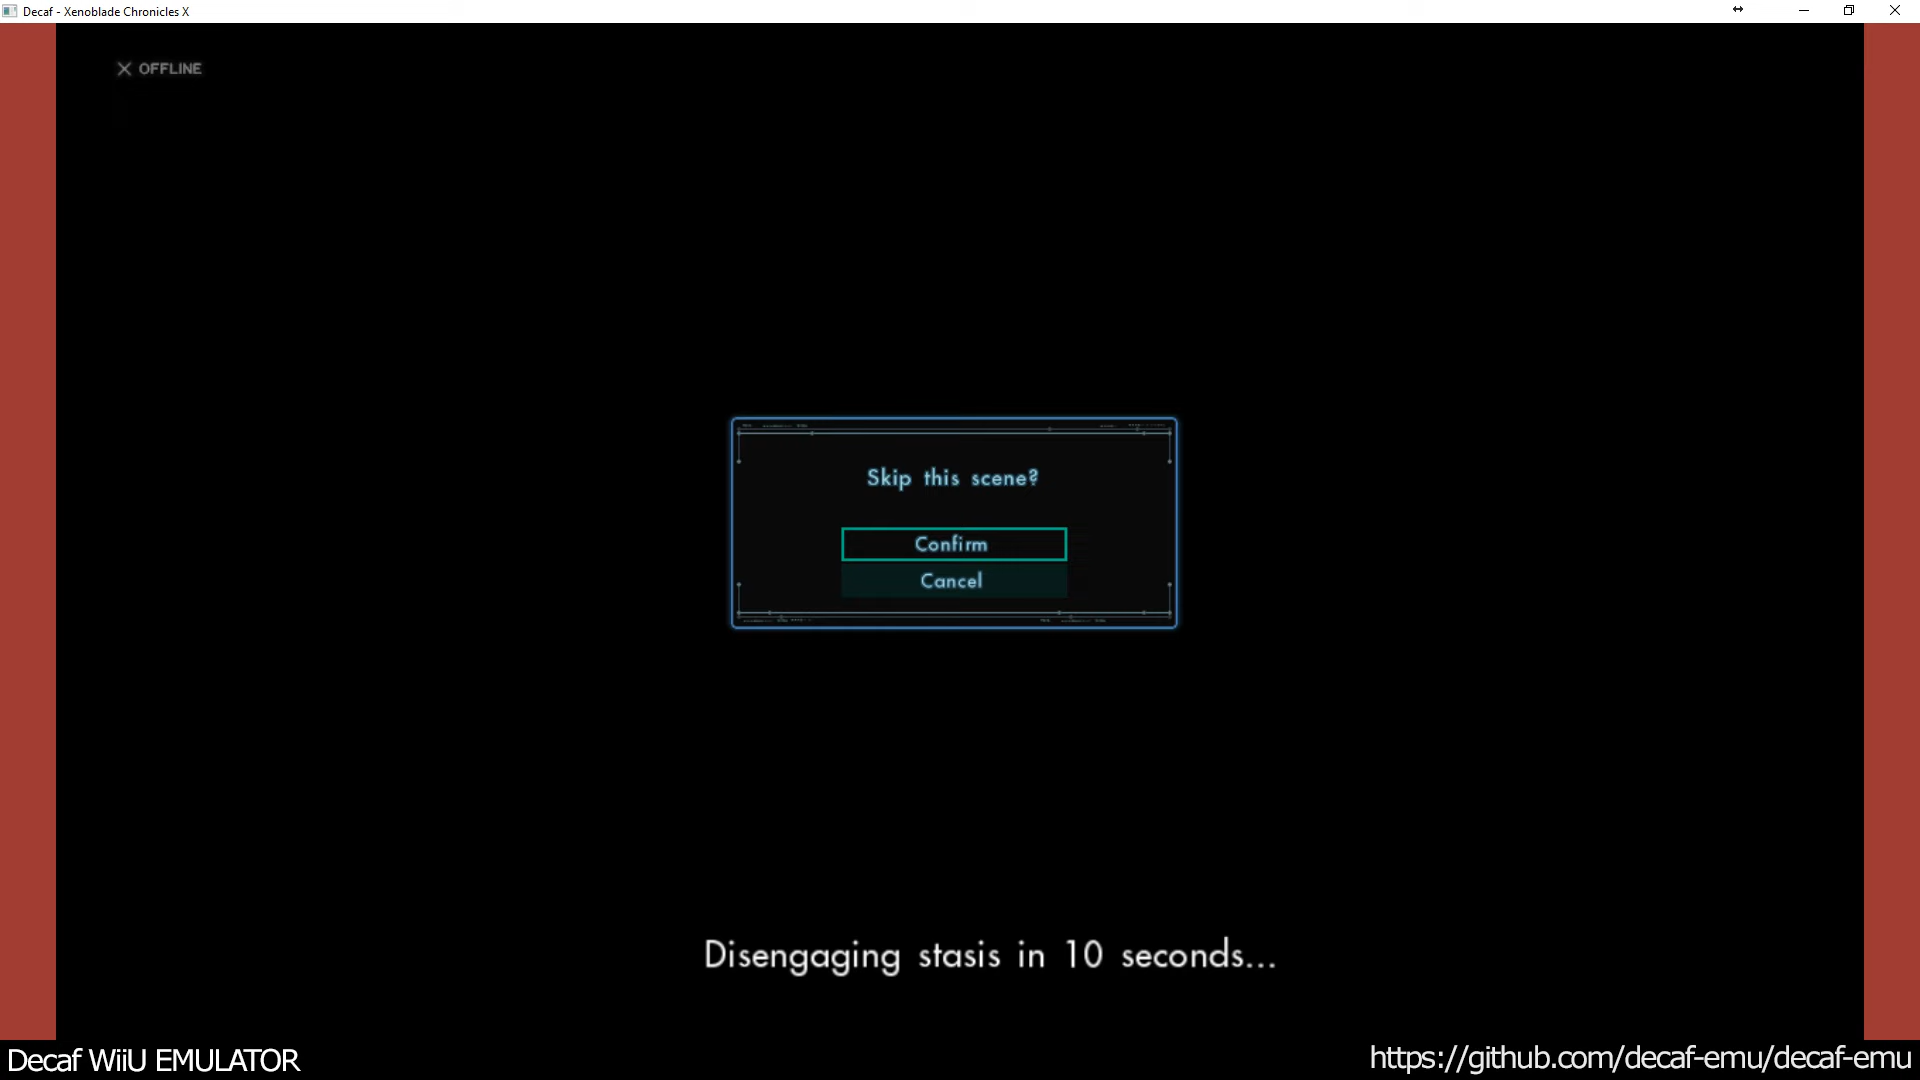 Decaf - Xenoblade Chronicles X
OFFLINE
Skip this scene?
Confirm
Cancel
Disengaging stasis in 10 seconds...
Decaf WiiU EMULATOR
https://github.com/decaf-emu/decaf-emu